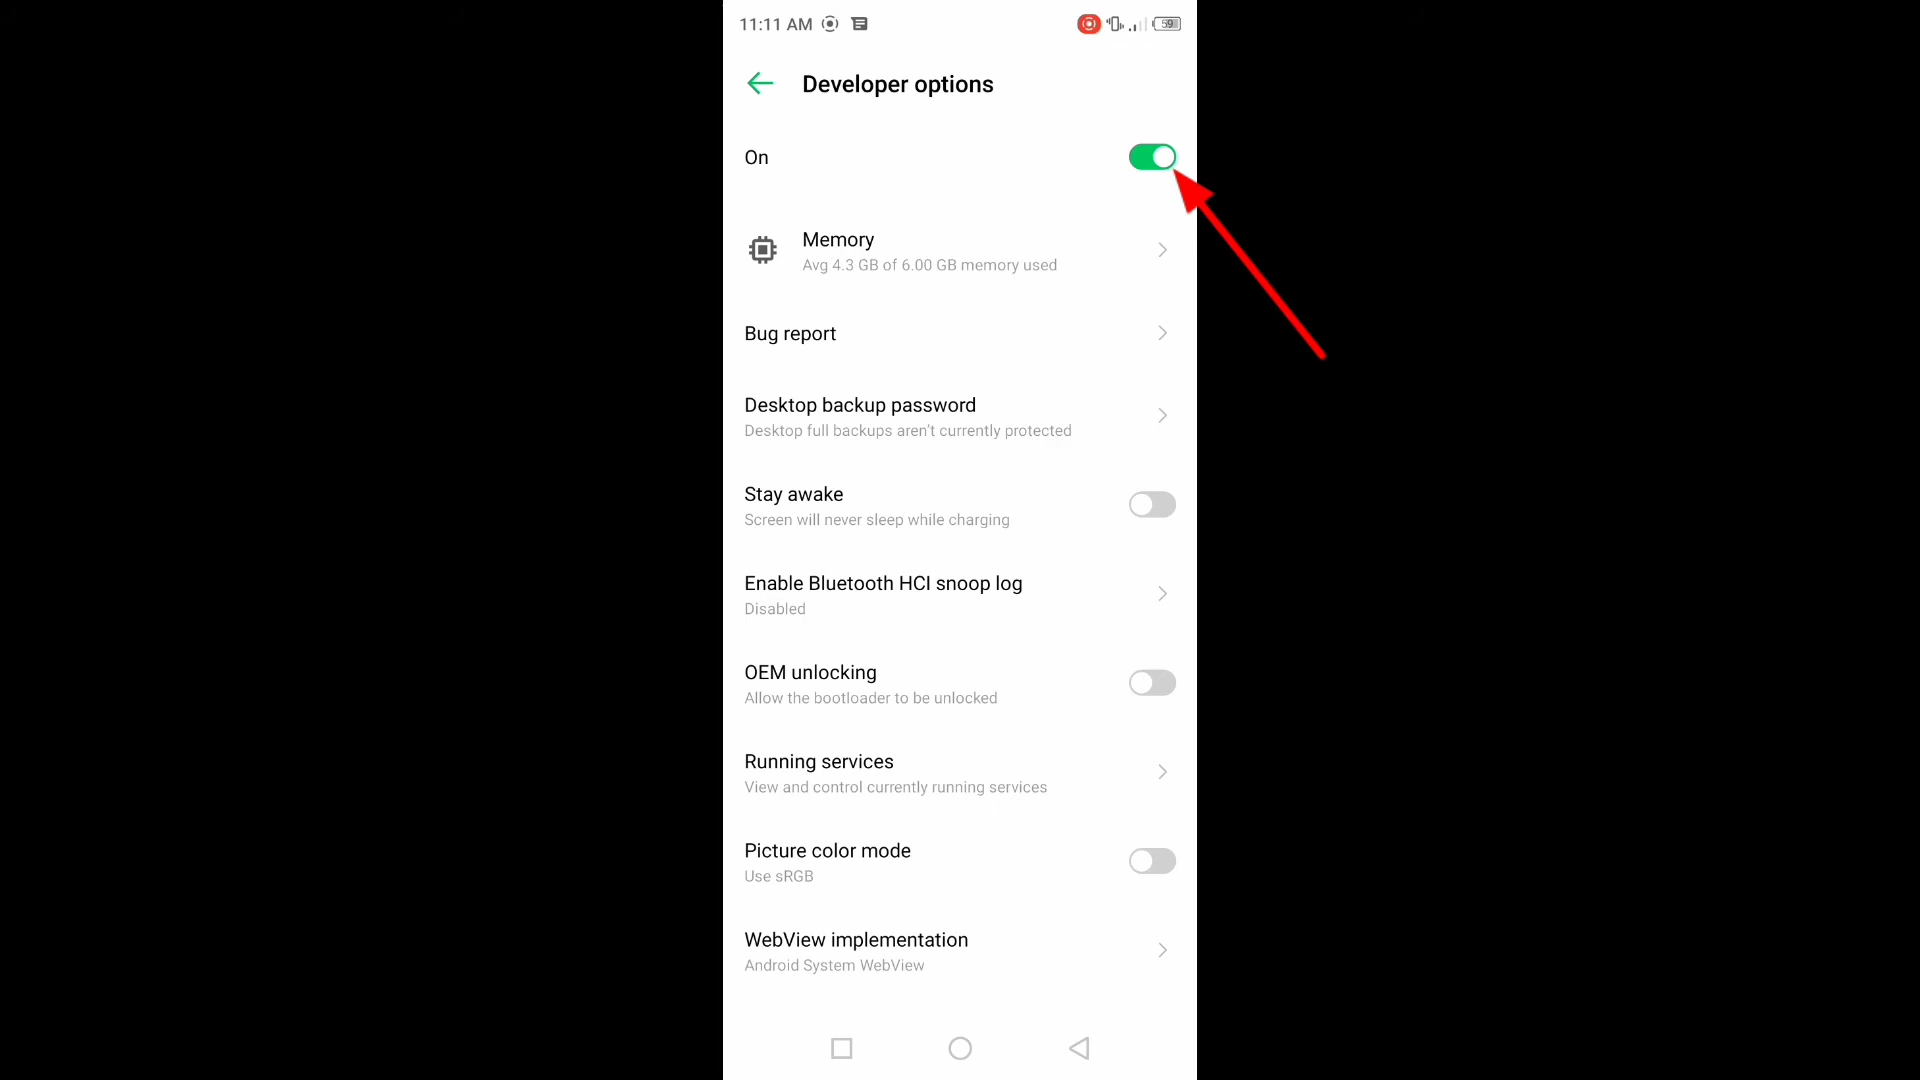 11:11 AM
59
Developer options
On
Memory
Avg 4.3 GB of 6.00 GB memory used
Bug report
Desktop backup password
Desktop full backups aren't currently protected
Stay awake
Screen will never sleep while charging
Enable Bluetooth HCI snoop log
Disabled
OEM unlocking
Allow the bootloader to be unlocked
Running services
View and control currently running services
Picture color mode
Use sRGB
WebView implementation
Android System WebView